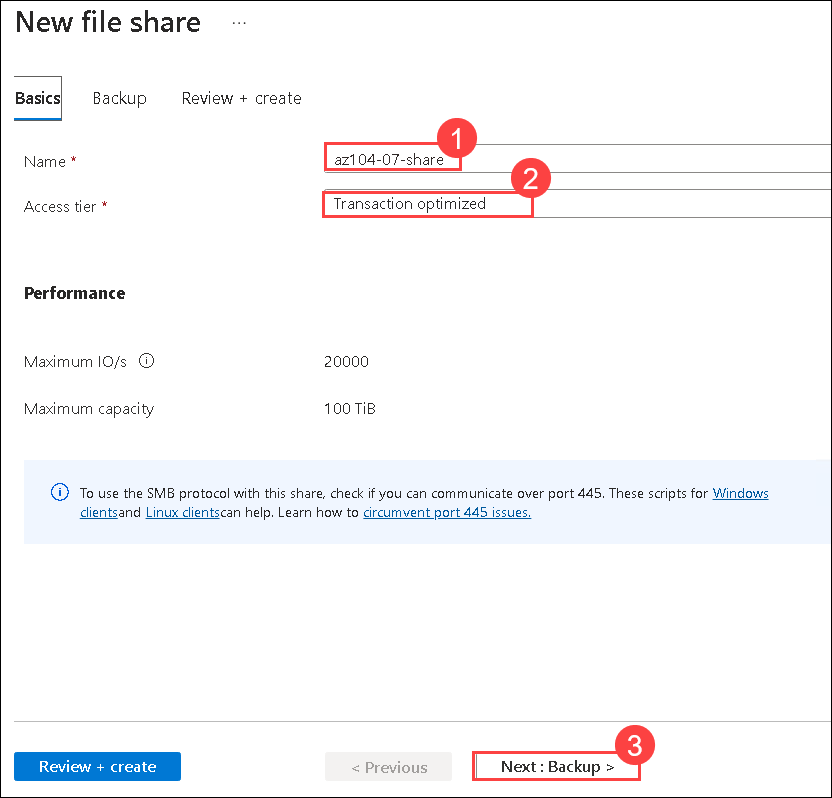 New file share ...
Basics Backup Review + create
1
Name * az104-07-share
2
Access tier * Transaction optimized
Performance
Maximum IO/s 20000
Maximum capacity 100 TiB
To use the SMB protocol with this share, check if you can communicate over port 445. These scripts for Windows
clientsand Linux clientscan help. Learn how to circumvent port 445 issues.
3
Review + create < Previous Next : Backup >